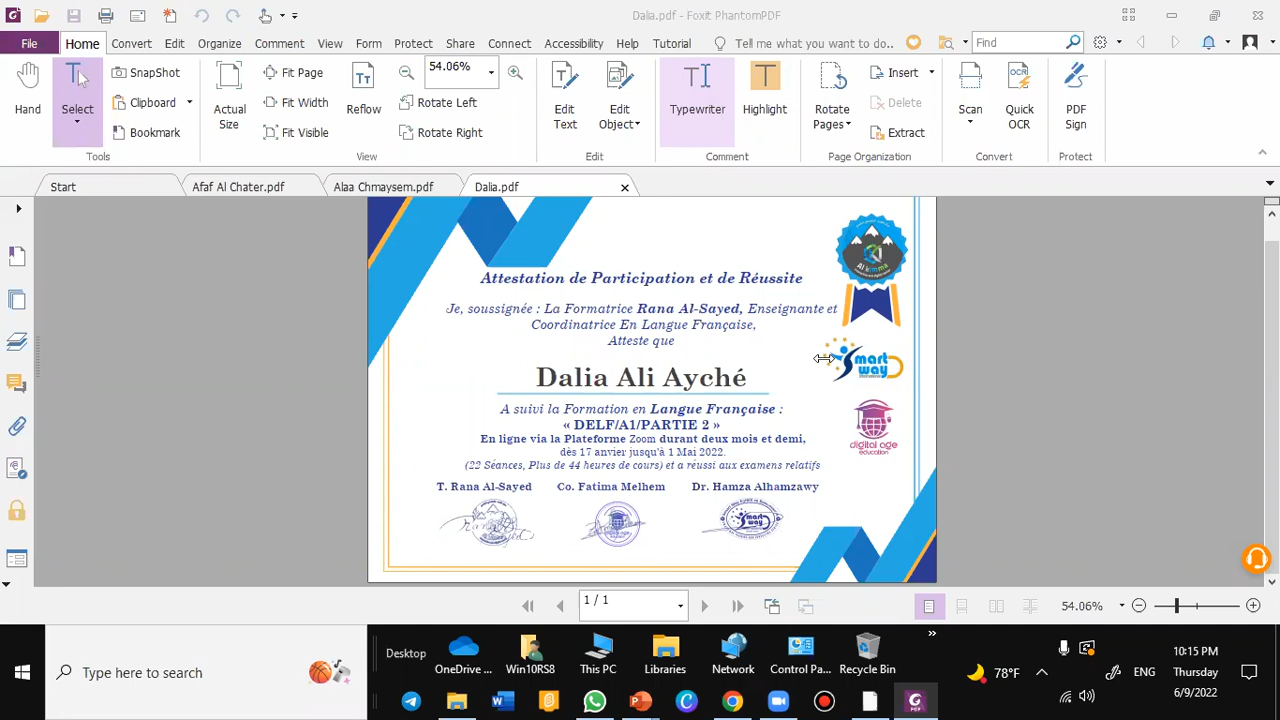 Dalia.pdf - Foxit PhantomPDF
File Home Convert Edit Organize Comment View Form Protect Share Connect Accessibility Help Tutorial Tell me what you want to do.. Find
Hand
Select
SnapShot
Clipboard
Bookmark
Tools
Actual Size
Fit Page
Fit Width
Fit Visible
Reflow
54.06%
Rotate Left
Rotate Right
View
Edit Text
Edit Object
Edit
Typewriter
Highlight
Comment
Rotate Pages
Insert
Delete
Extract
Page Organization
Scan
Quick OCR
Convert
PDF Sign
Protect
Start Afaf Al Chater.pdf Alaa Chmaysem.pdf Dalia.pdf
Attestation de Participation et de Réussite
Je, soussignée : La Formatrice Rana Al-Sayed, Enseignante et
Coordinatrice En Langue Française,
Atteste que
Dalia Ali Ayché
A suivi la Formation en Langue Française :
« DELF/A1/PARTIE 2 »
En ligne via la Plateforme Zoom durant deux mois et demi,
dès 17 anvier jusqu'à 1 Mai 2022.
(22 Séances, Plus de 44 heures de cours) et a réussi aux examens relatifs
T. Rana Al-Sayed Co. Fatima Melhem Dr. Hamza Alhamzawy
Al kimma
Smart
way
digital age
education
1 / 1
54.06%
Type here to search
Desktop
OneDrive ...
Win10RS8
This PC
Libraries
Network
Control Pa...
Recycle Bin
78°F
ENG
10:15 PM
Thursday
6/9/2022